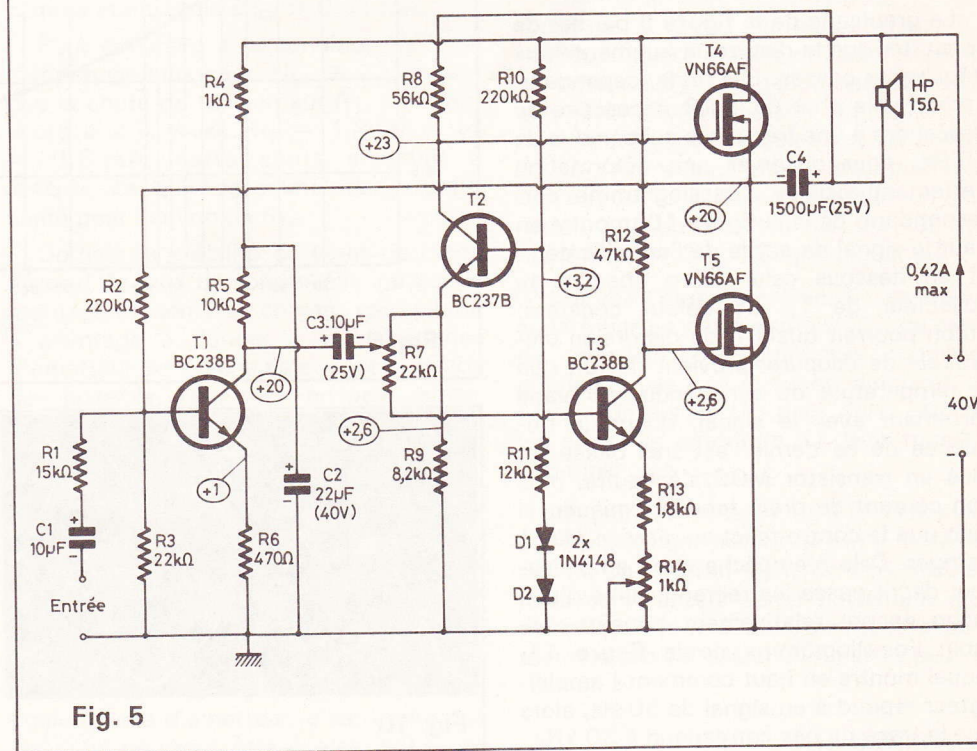 T4
VN66AF
R4
1kΩ
R8
56kΩ
R10
220kΩ
HP
15Ω
+23
C4
- +
1500µF(25V)
T2
+20
R12
47kΩ
R2
220kΩ
R5
10kΩ
BC237B
+3,2
T5
VN66AF
0,42A
max
C3.10µF
+ -
(25V)
R7
22kΩ
T1
BC238B
T3
BC238B
+20
+
+2,6
40V
-
+2,6
R1
15kΩ
R9
8,2kΩ
R11
12kΩ
+1
+
C2
22µF
-
(40V)
R13
1,8kΩ
C1
+
10µF
-
R3
22kΩ
R6
470Ω
D1
2x
1N4148
R14
1kΩ
D2
Entrée
Fig. 5